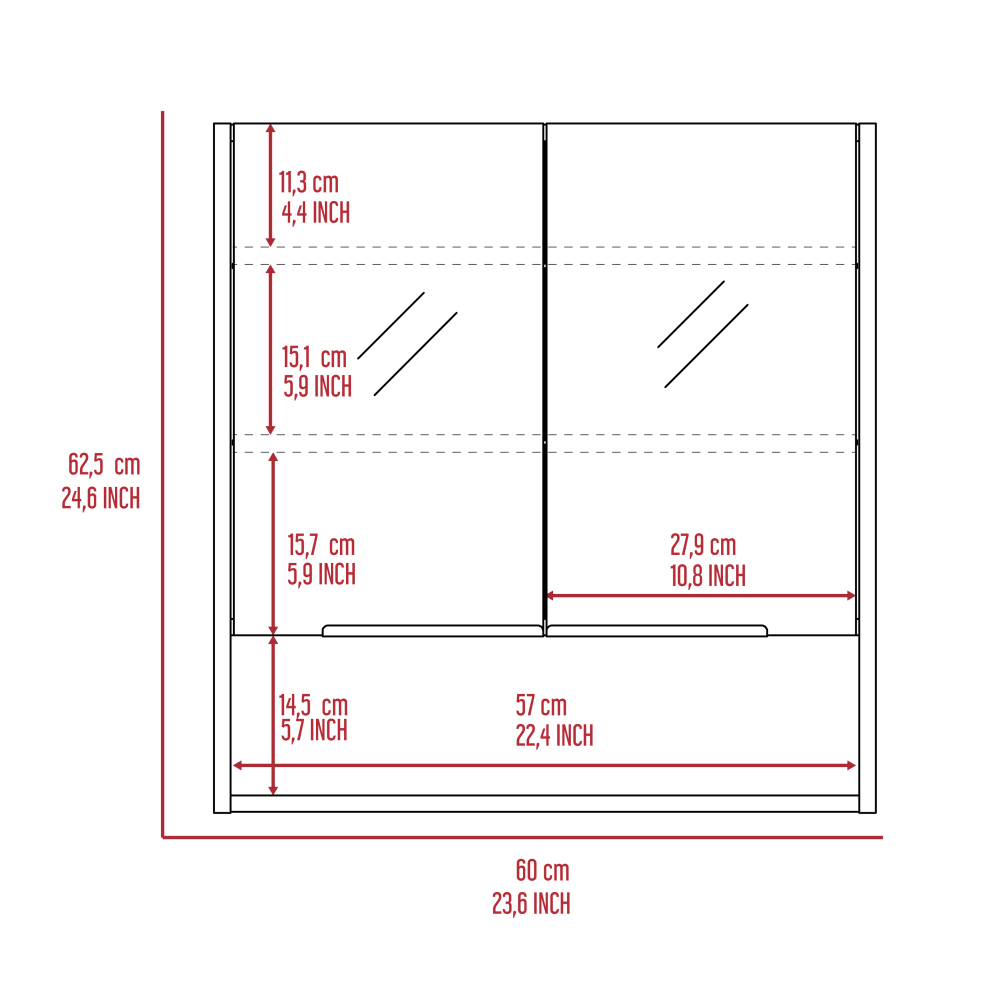 11,3 cm
4,4 INCH
15,1 cm
5,9 INCH
62,5 cm
24,6 INCH
15,7 cm
5,9 INCH
27,9 cm
10,8 INCH
14,5 cm
5,7 INCH
57 cm
22,4 INCH
60 cm
23,6 INCH